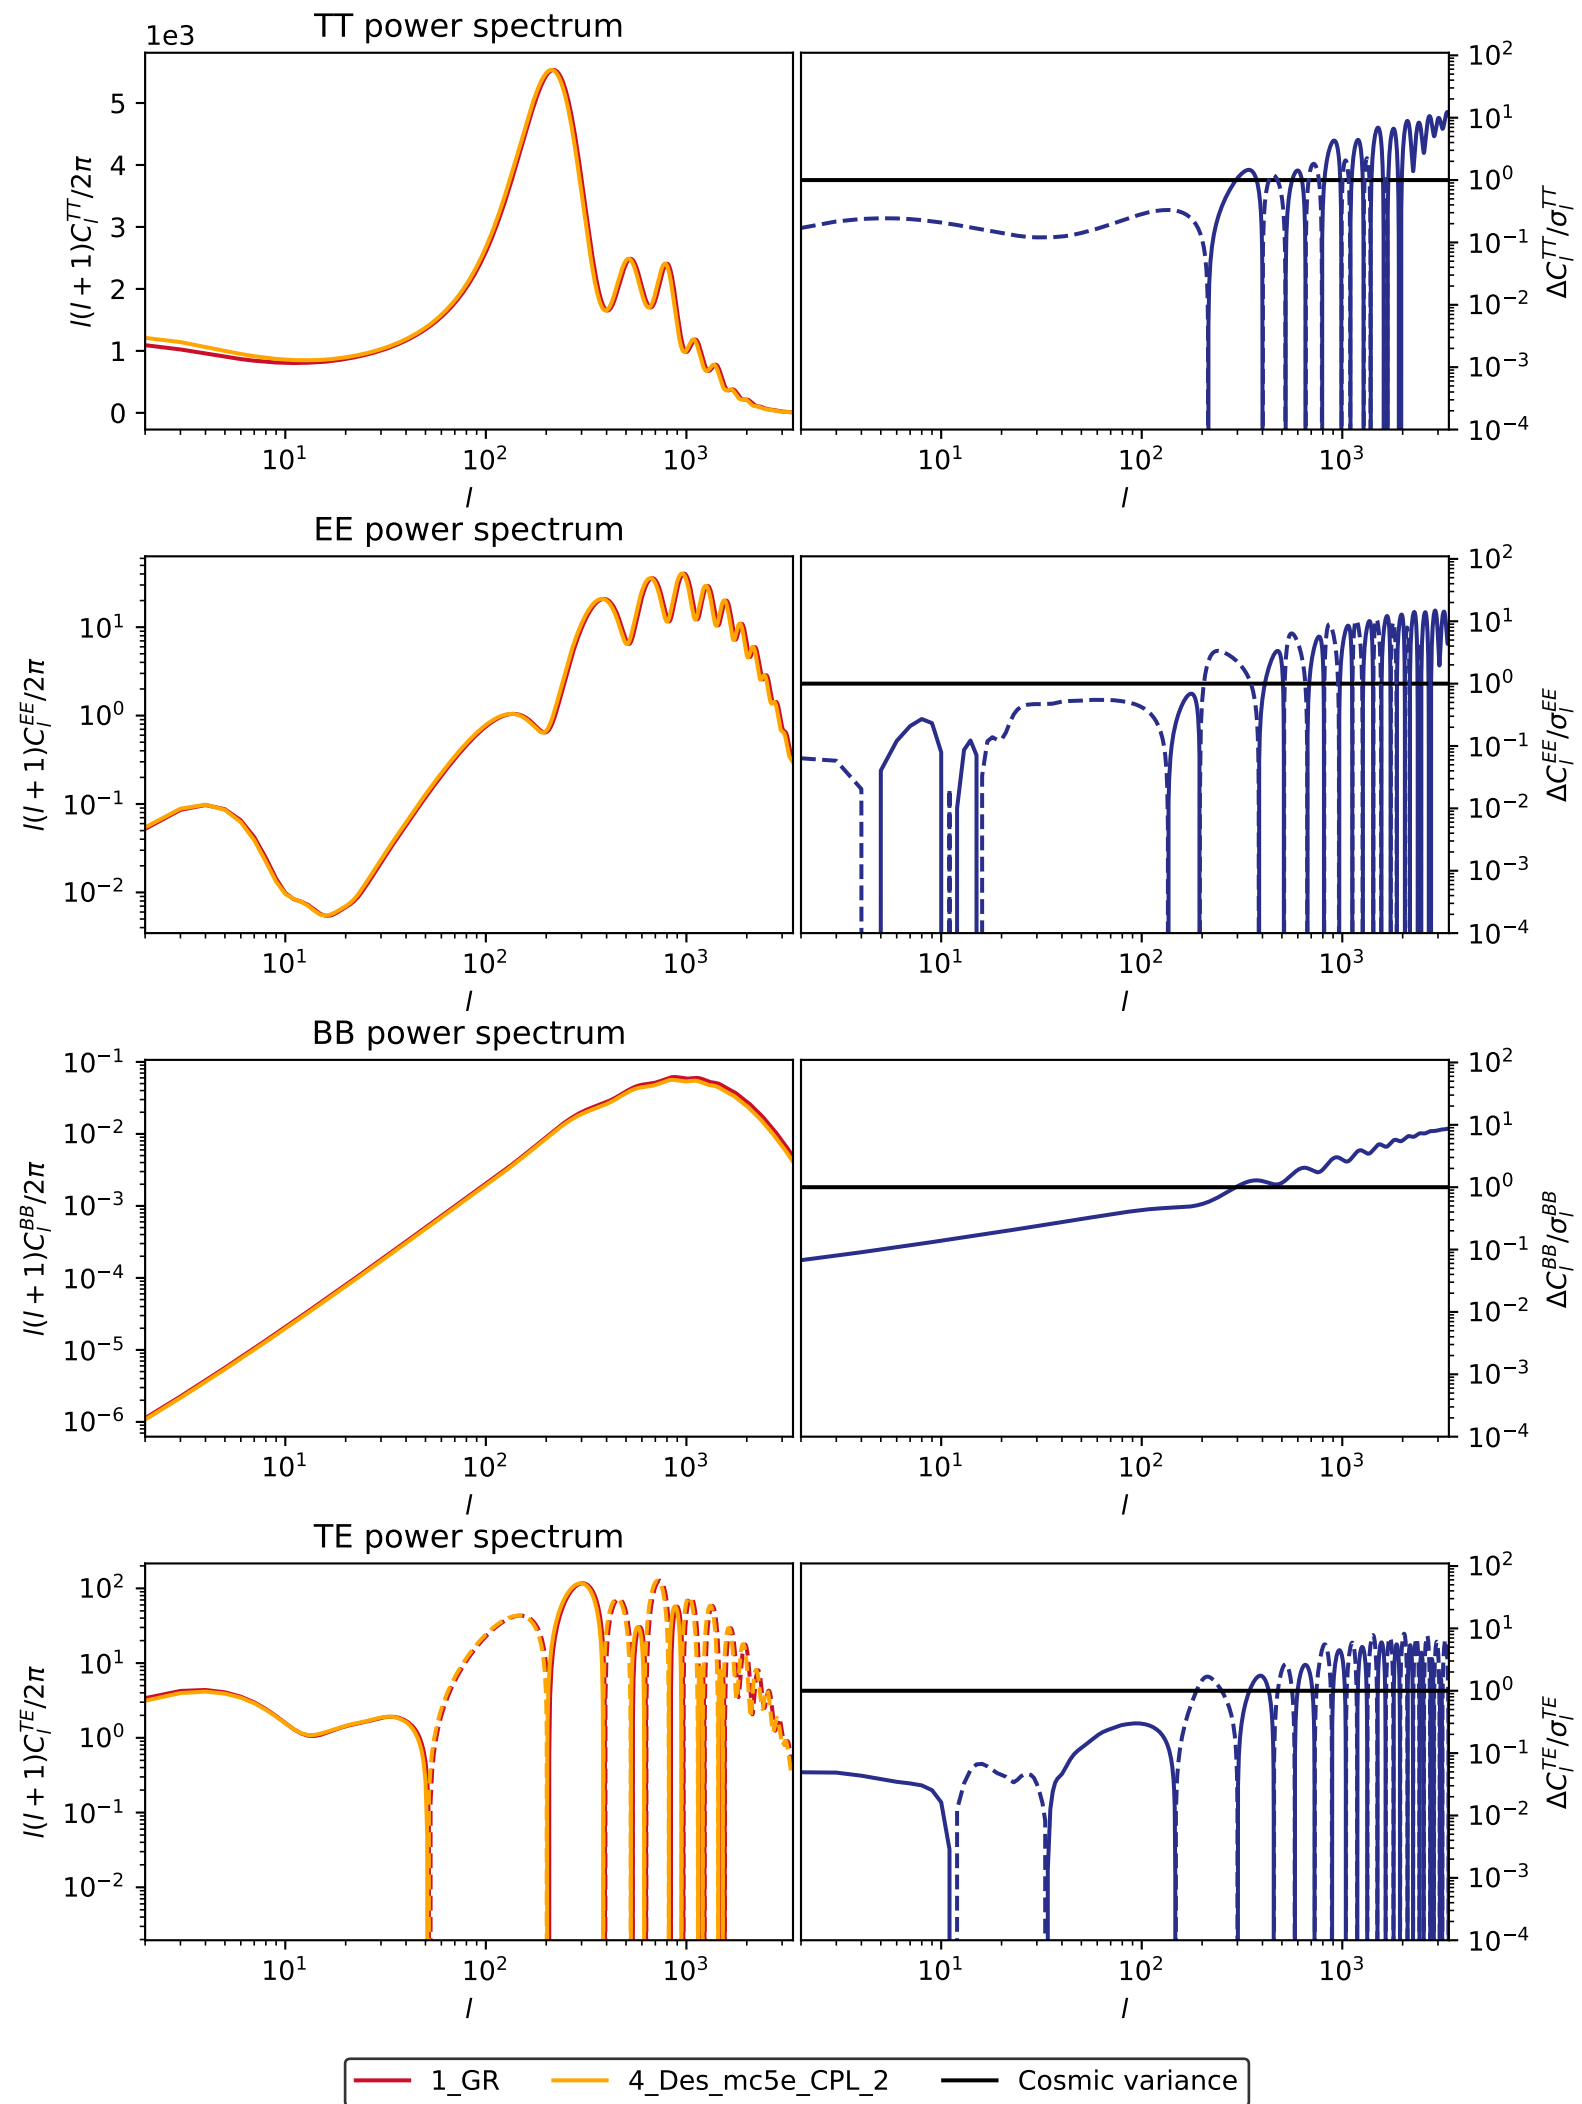 TT power spectrum
1e3
5
4
3
2
1
0
l(l + 1)C_l^{TT}/2π
10^1 10^2 10^3
l
10^2
10^1
10^0
10^{-1}
10^{-2}
10^{-3}
10^{-4}
ΔC_l^{TT}/σ_l^{TT}
10^1 10^2 10^3
l
EE power spectrum
10^1
10^0
10^{-1}
10^{-2}
l(l + 1)C_l^{EE}/2π
10^1 10^2 10^3
l
10^2
10^1
10^0
10^{-1}
10^{-2}
10^{-3}
10^{-4}
ΔC_l^{EE}/σ_l^{EE}
10^1 10^2 10^3
l
BB power spectrum
10^{-1}
10^{-2}
10^{-3}
10^{-4}
10^{-5}
10^{-6}
l(l + 1)C_l^{BB}/2π
10^1 10^2 10^3
l
10^2
10^1
10^0
10^{-1}
10^{-2}
10^{-3}
10^{-4}
ΔC_l^{BB}/σ_l^{BB}
10^1 10^2 10^3
l
TE power spectrum
10^2
10^1
10^0
10^{-1}
10^{-2}
l(l + 1)C_l^{TE}/2π
10^1 10^2 10^3
l
10^2
10^1
10^0
10^{-1}
10^{-2}
10^{-3}
10^{-4}
ΔC_l^{TE}/σ_l^{TE}
10^1 10^2 10^3
l
1_GR 4_Des_mc5e_CPL_2 Cosmic variance